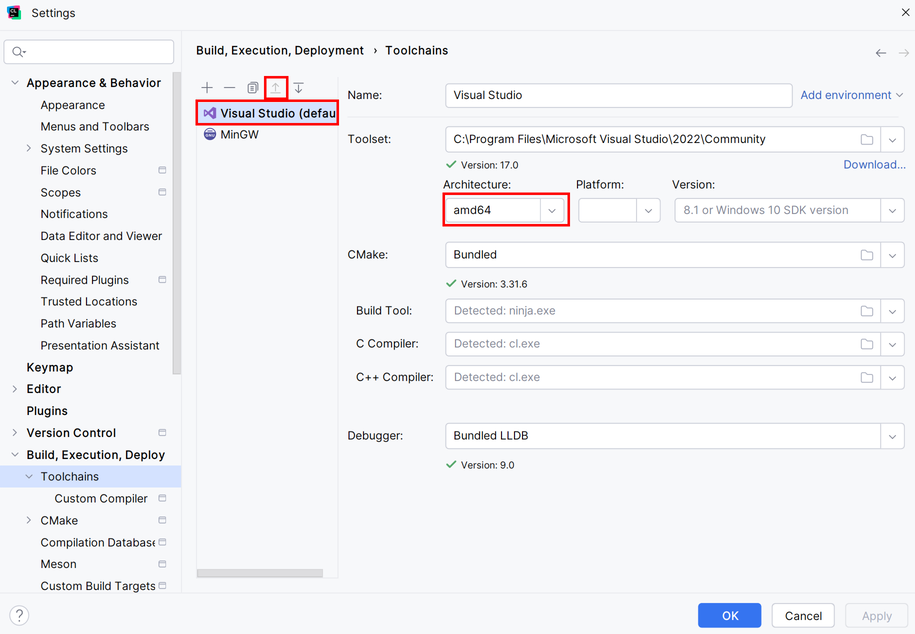 Settings
Build, Execution, Deployment › Toolchains
Appearance & Behavior
Appearance
Menus and Toolbars
System Settings
File Colors
Scopes
Notifications
Data Editor and Viewer
Quick Lists
Required Plugins
Trusted Locations
Path Variables
Presentation Assistant
Keymap
Editor
Plugins
Version Control
Build, Execution, Deploy
Toolchains
Custom Compiler
CMake
Compilation Database
Meson
Custom Build Targets
Visual Studio (defau
MinGW
Name: Visual Studio Add environment
Toolset: C:\Program Files\Microsoft Visual Studio\2022\Community
Version: 17.0 Download...
Architecture: Platform: Version:
amd64 8.1 or Windows 10 SDK version
CMake: Bundled
Version: 3.31.6
Build Tool: Detected: ninja.exe
C Compiler: Detected: cl.exe
C++ Compiler: Detected: cl.exe
Debugger: Bundled LLDB
Version: 9.0
? OK Cancel Apply